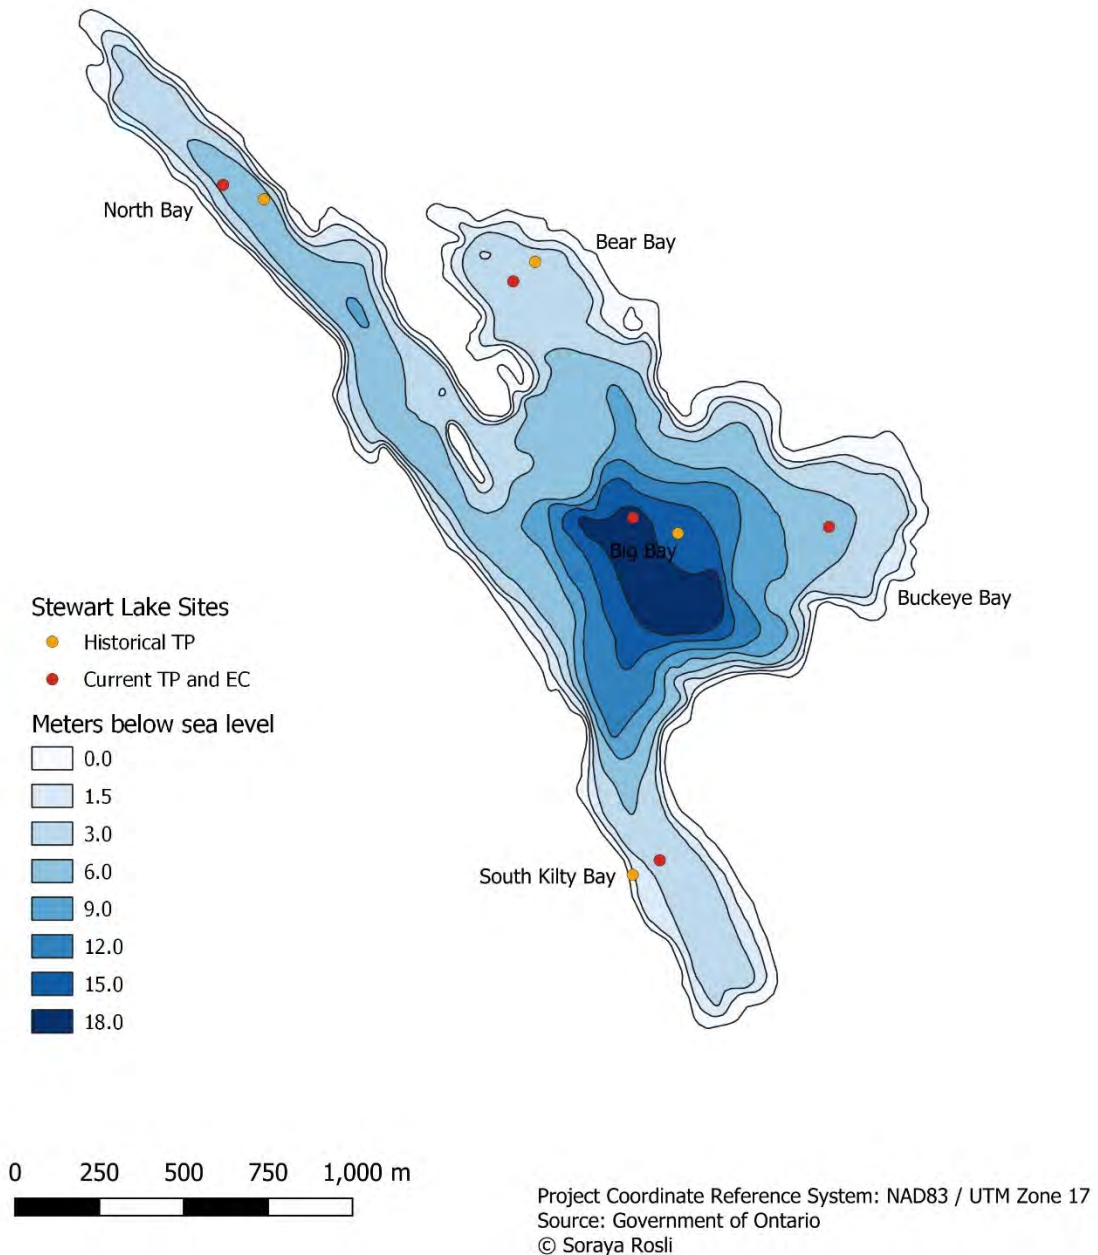 North Bay
Bear Bay
Big Bay
Buckeye Bay
South Kilty Bay
Stewart Lake Sites
Historical TP
Current TP and EC
Meters below sea level
0.0
1.5
3.0
6.0
9.0
12.0
15.0
18.0
0 250 500 750 1,000 m
Project Coordinate Reference System: NAD83 / UTM Zone 17
Source: Government of Ontario
© Soraya Rosli